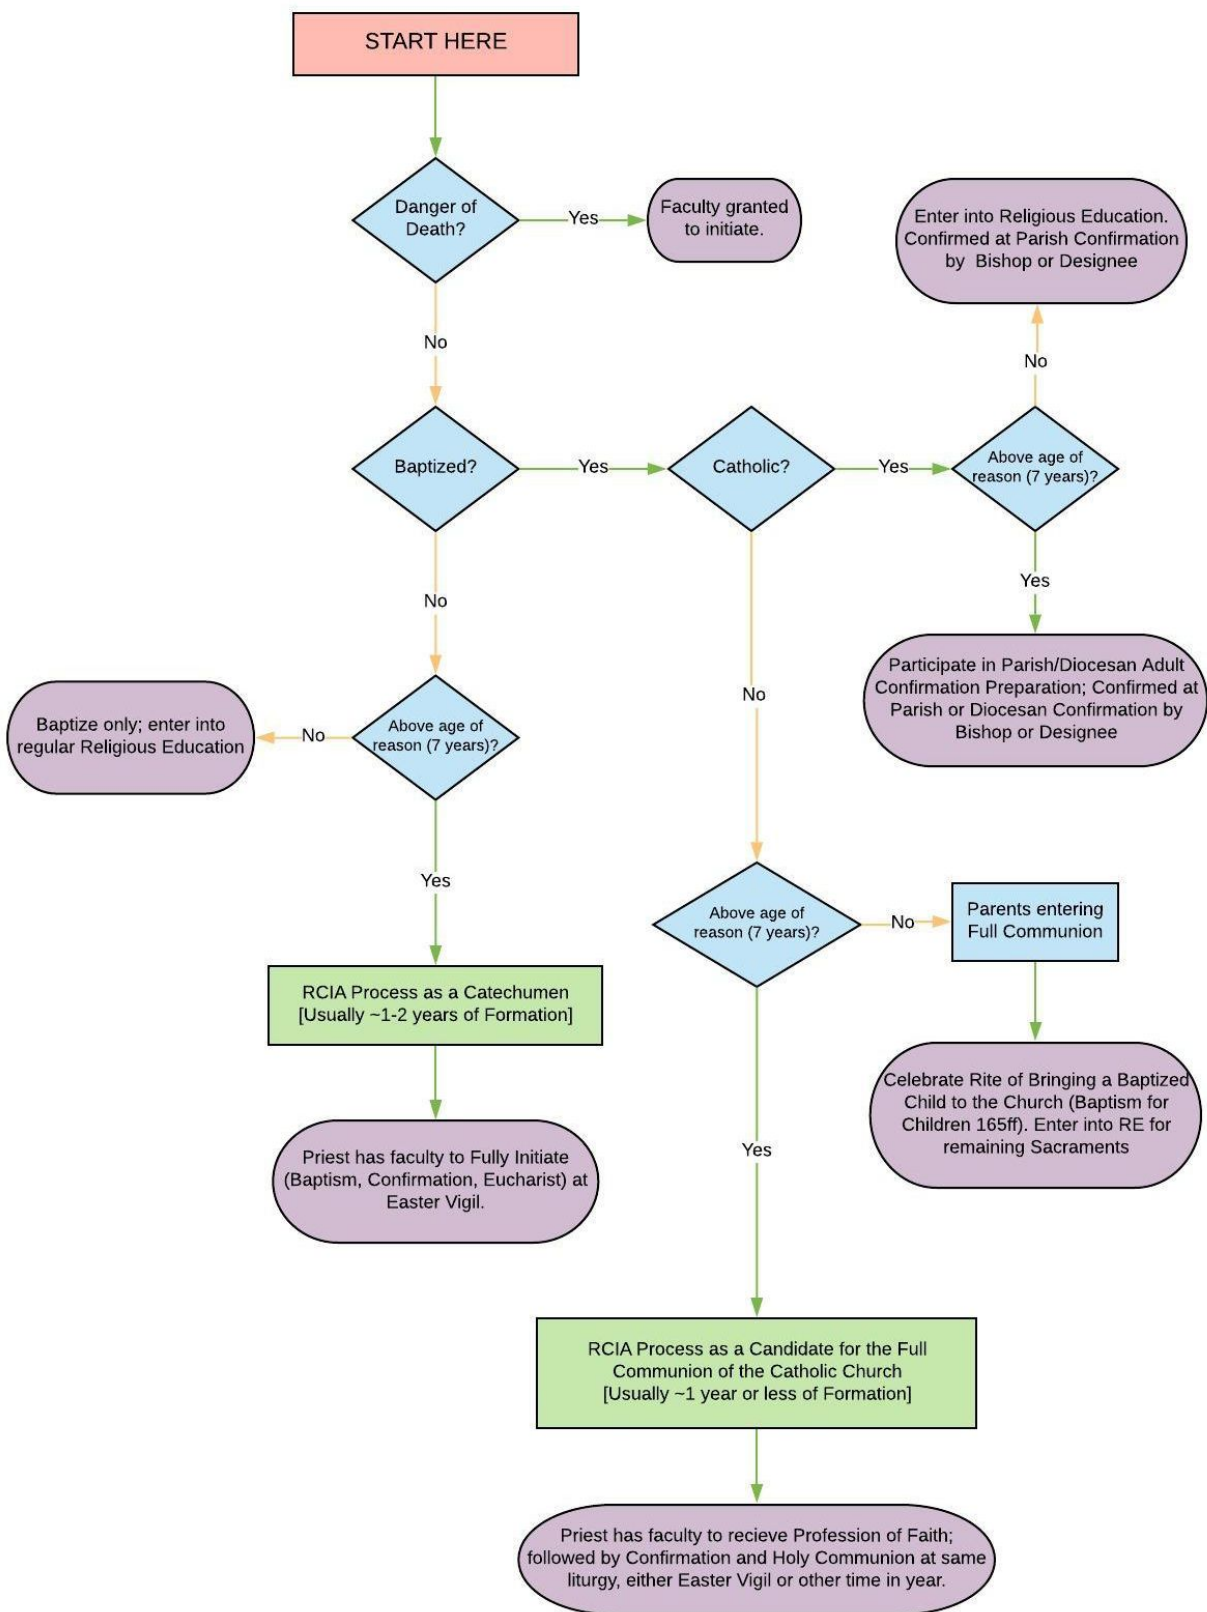 START HERE
Danger of
Death?
Yes
Faculty granted
to initiate.
Enter into Religious Education.
Confirmed at Parish Confirmation
by Bishop or Designee
No
No
Baptized?
Yes
Catholic?
Yes
Above age of
reason (7 years)?
No
Yes
Participate in Parish/Diocesan Adult
Confirmation Preparation; Confirmed at
Parish or Diocesan Confirmation by
Bishop or Designee
No
Baptize only; enter into
regular Religious Education
No
Above age of
reason (7 years)?
Yes
Above age of
reason (7 years)?
No
Parents entering
Full Communion
RCIA Process as a Catechumen
[Usually ~1-2 years of Formation]
Celebrate Rite of Bringing a Baptized
Child to the Church (Baptism for
Children 165ff). Enter into RE for
remaining Sacraments
Yes
Priest has faculty to Fully Initiate
(Baptism, Confirmation, Eucharist) at
Easter Vigil.
RCIA Process as a Candidate for the Full
Communion of the Catholic Church
[Usually ~1 year or less of Formation]
Priest has faculty to recieve Profession of Faith;
followed by Confirmation and Holy Communion at same
liturgy, either Easter Vigil or other time in year.